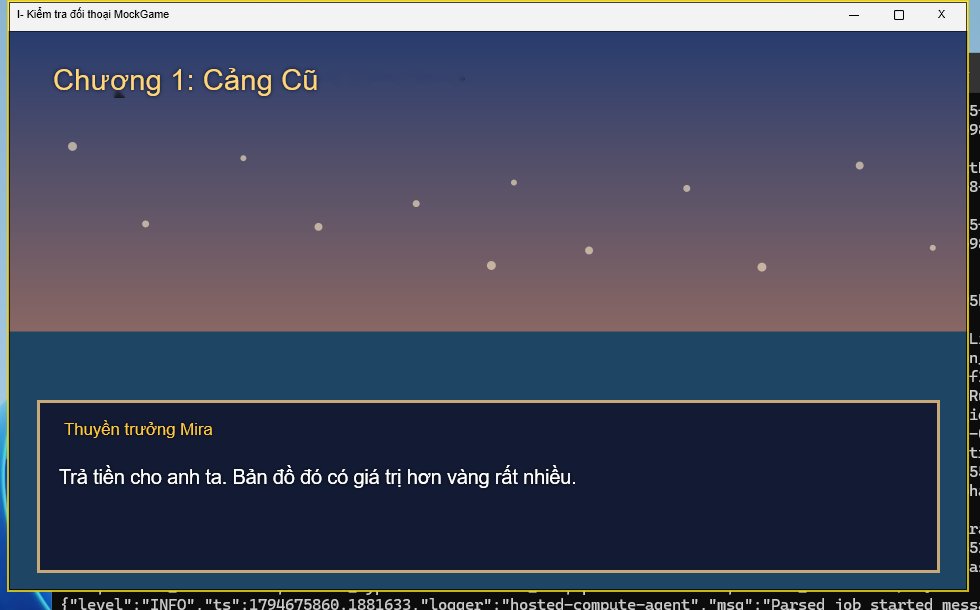 I- Kiểm tra đối thoại MockGame
Chương 1: Cảng Cũ
Thuyền trưởng Mira
Trả tiền cho anh ta. Bản đồ đó có giá trị hơn vàng rất nhiều.
{"level":"INFO","ts":1794675860.1881633,"logger":"hosted-compute-agent","msg":"Parsed job started mes